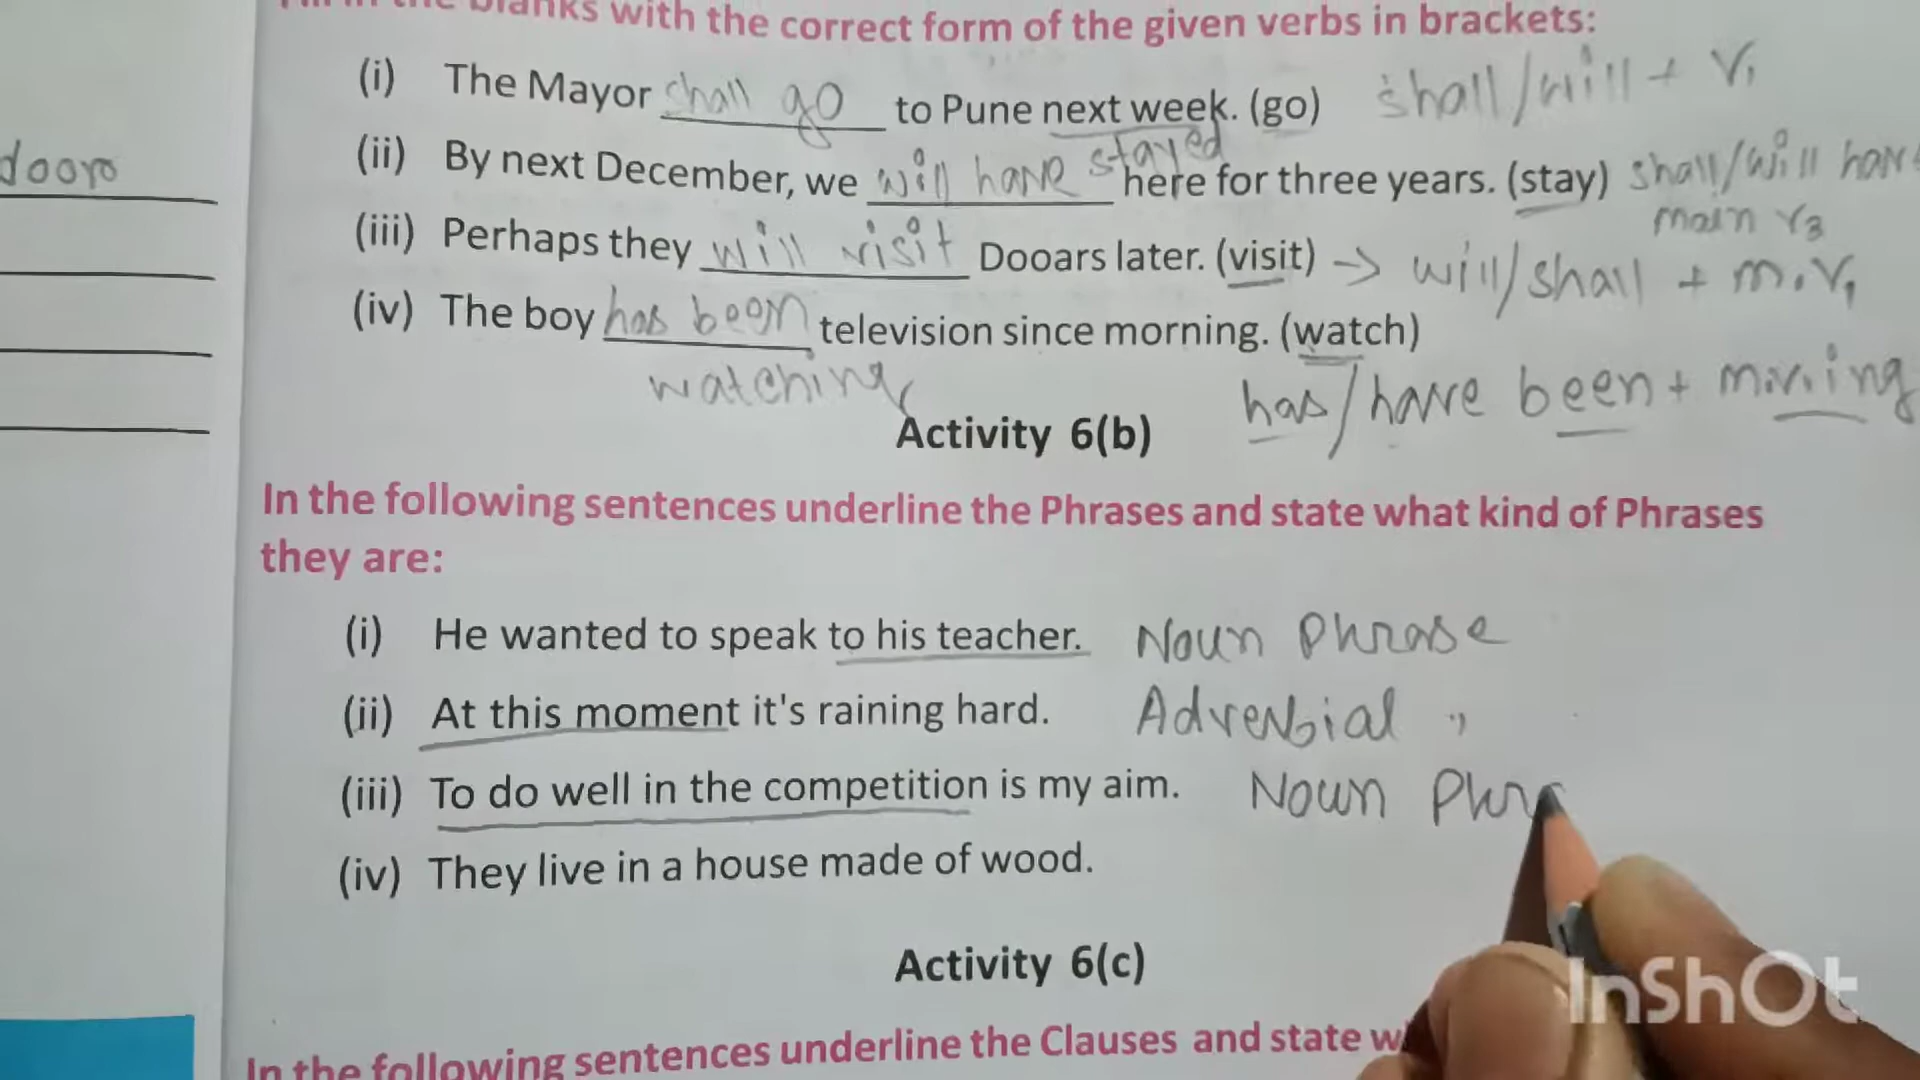 blanks with the correct form of the given verbs in brackets:
(i) The Mayor shall go to Pune next week. (go) shall/will + V1
(ii) By next December, we will have stayed here for three years. (stay) shall/will have
main V3
(iii) Perhaps they will visit Dooars later. (visit) → will/shall + m.V1
(iv) The boy has been television since morning. (watch)
watching has/have been + m.v.ing
Activity 6(b)
In the following sentences underline the Phrases and state what kind of Phrases
they are:
(i) He wanted to speak to his teacher. Noun Phrase
(ii) At this moment it's raining hard. Adverbial "
(iii) To do well in the competition is my aim. Noun Phra
(iv) They live in a house made of wood.
Activity 6(c)
In the following sentences underline the Clauses and state
door
InShOt